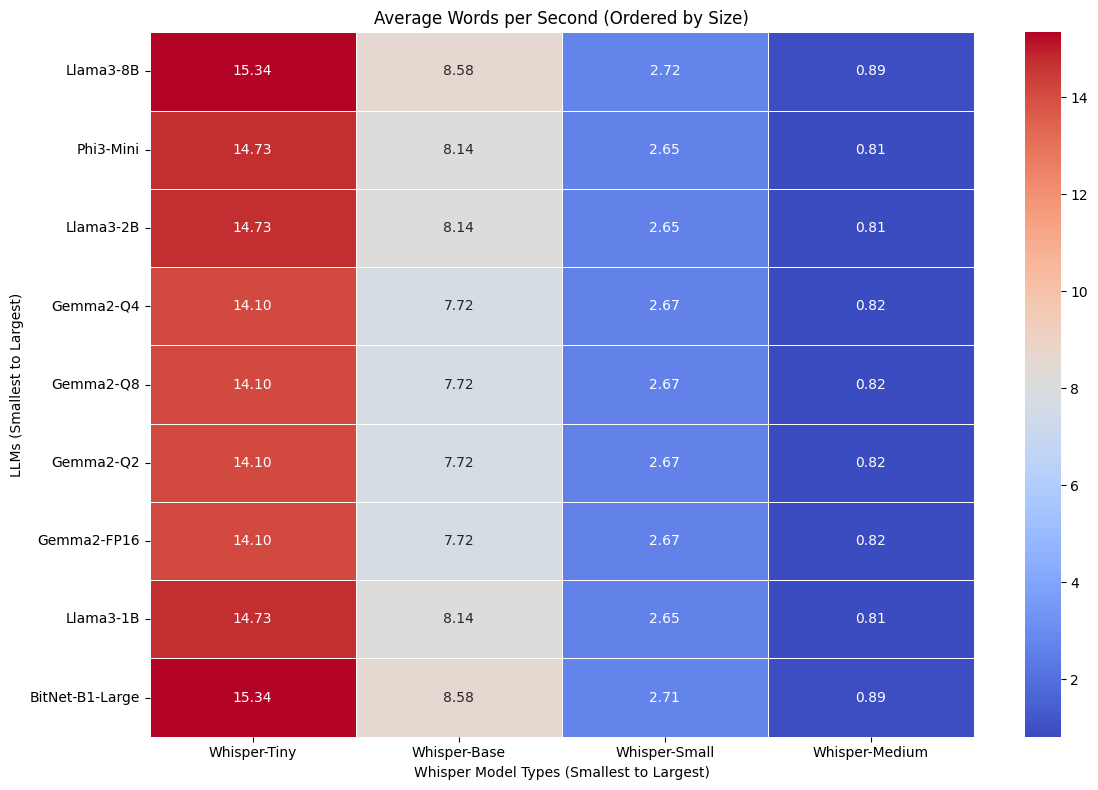 Average Words per Second (Ordered by Size)
LLMs (Smallest to Largest)
Llama3-8B 15.34 8.58 2.72 0.89
Phi3-Mini 14.73 8.14 2.65 0.81
Llama3-2B 14.73 8.14 2.65 0.81
Gemma2-Q4 14.10 7.72 2.67 0.82
Gemma2-Q8 14.10 7.72 2.67 0.82
Gemma2-Q2 14.10 7.72 2.67 0.82
Gemma2-FP16 14.10 7.72 2.67 0.82
Llama3-1B 14.73 8.14 2.65 0.81
BitNet-B1-Large 15.34 8.58 2.71 0.89
Whisper-Tiny Whisper-Base Whisper-Small Whisper-Medium
Whisper Model Types (Smallest to Largest)
14
12
10
8
6
4
2